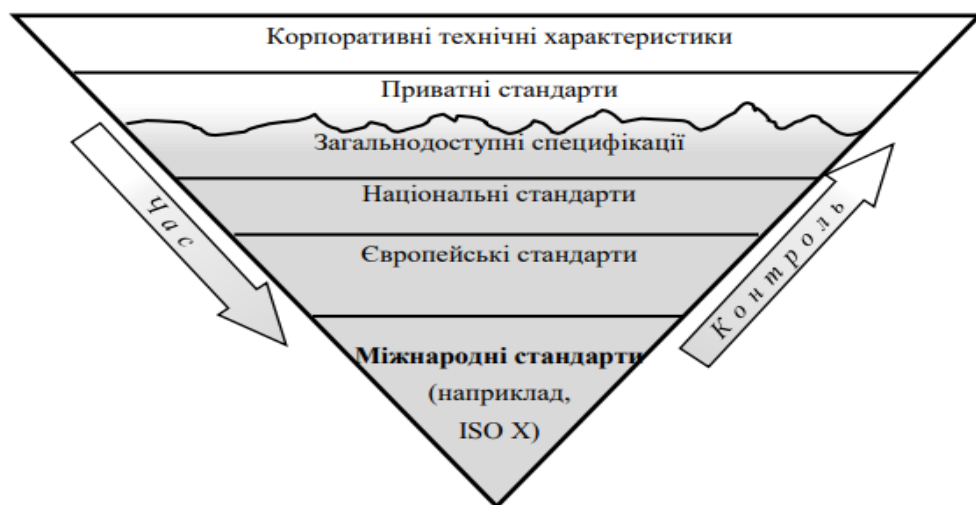 Корпоративні технічні характеристики
Приватні стандарти
Загальнодоступні специфікації
Національні стандарти
Європейські стандарти
Міжнародні стандарти
(наприклад,
ISO X)
Час
Контроль